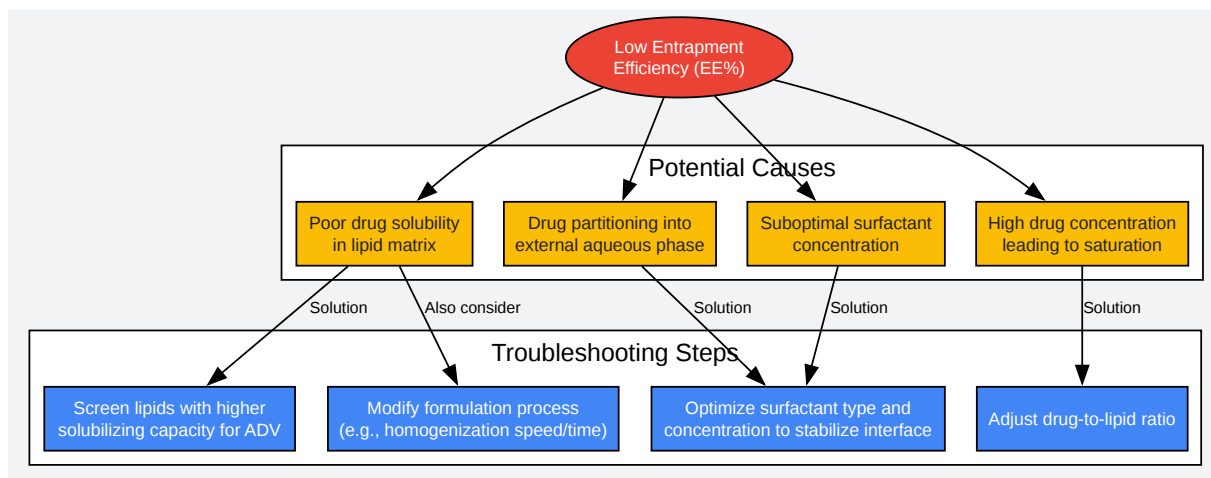 Low Entrapment
Efficiency (EE%)
Potential Causes
Poor drug solubility
in lipid matrix
Drug partitioning into
external aqueous phase
Suboptimal surfactant
concentration
High drug concentration
leading to saturation
Solution
Also consider
Solution
Solution
Solution
Troubleshooting Steps
Screen lipids with higher
solubilizing capacity for ADV
Modify formulation process
(e.g., homogenization speed/time)
Optimize surfactant type and
concentration to stabilize interface
Adjust drug-to-lipid ratio